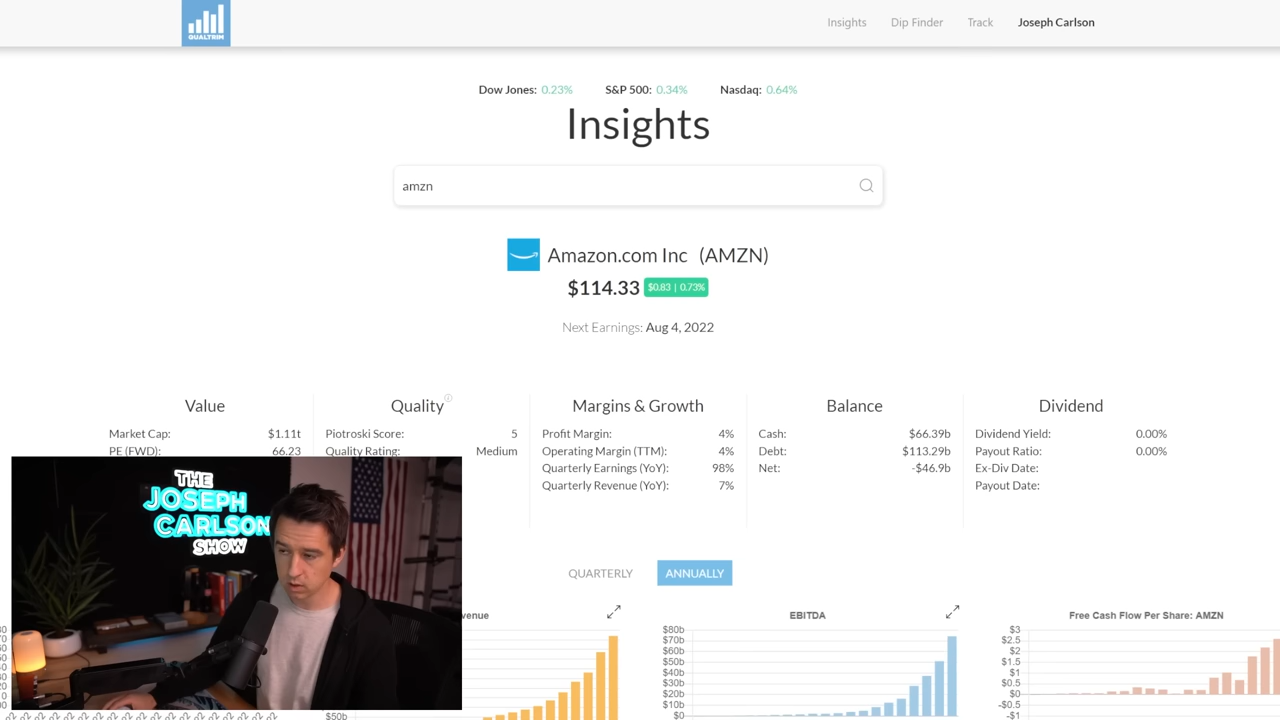 QUALTRIM
Insights Dip Finder Track Joseph Carlson
Dow Jones: 0.23% S&P 500: 0.34% Nasdaq: 0.64%
Insights
amzn
Amazon.com Inc (AMZN)
$114.33 $0.83 | 0.73%
Next Earnings: Aug 4, 2022
Value Quality Margins & Growth Balance Dividend
Market Cap: $1.11t Piotroski Score: 5 Profit Margin: 4% Cash: $66.39b Dividend Yield: 0.00%
PE (FWD): 66.23 Quality Rating: Medium Operating Margin (TTM): 4% Debt: $113.29b Payout Ratio: 0.00%
Quarterly Earnings (YoY): 98% Net: -$46.9b Ex-Div Date:
Quarterly Revenue (YoY): 7% Payout Date:
THE
JOSEPH
CARLSON
SHOW
QUARTERLY ANNUALLY
venue EBITDA Free Cash Flow Per Share: AMZN
$80b $3
$70b $2.5
$60b $2
$50b $1.5
$40b $1
$30b $0.5
$20b $0
$10b -$0.5
$0 -$1
$50b